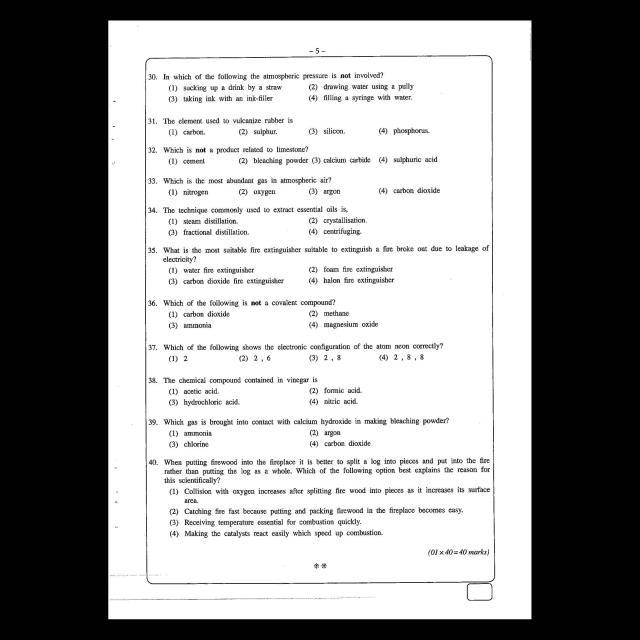 - 5 -
30. In which of the following the atmospheric pressure is not involved?
(1) sucking up a drink by a straw (2) drawing water using a pully
(3) taking ink with an ink-filler (4) filling a syringe with water.
31. The element used to vulcanize rubber is
(1) carbon. (2) sulphur. (3) silicon. (4) phosphorus.
32. Which is not a product related to limestone?
(1) cement (2) bleaching powder (3) calcium carbide (4) sulphuric acid
33. Which is the most abundant gas in atmospheric air?
(1) nitrogen (2) oxygen (3) argon (4) carbon dioxide
34. The technique commonly used to extract essential oils is,
(1) steam distillation. (2) crystallisation.
(3) fractional distillation. (4) centrifuging.
35. What is the most suitable fire extinguisher suitable to extinguish a fire broke out due to leakage of
electricity?
(1) water fire extinguisher (2) foam fire extinguisher
(3) carbon dioxide fire extinguisher (4) halon fire extinguisher
36. Which of the following is not a covalent compound?
(1) carbon dioxide (2) methane
(3) ammonia (4) magnesium oxide
37. Which of the following shows the electronic configuration of the atom neon correctly?
(1) 2 (2) 2 , 6 (3) 2 , 8 (4) 2 , 8 , 8
38. The chemical compound contained in vinegar is
(1) acetic acid. (2) formic acid.
(3) hydrochloric acid. (4) nitric acid.
39. Which gas is brought into contact with calcium hydroxide in making bleaching powder?
(1) ammonia (2) argon
(3) chlorine (4) carbon dioxide
40. When putting firewood into the fireplace it is better to split a log into pieces and put into the fire
rather than putting the log as a whole. Which of the following option best explains the reason for
this scientifically?
(1) Collision with oxygen increases after splitting fire wood into pieces as it increases its surface
area.
(2) Catching fire fast because putting and packing firewood in the fireplace becomes easy.
(3) Receiving temperature essential for combustion quickly.
(4) Making the catalysts react easily which speed up combustion.
(01 x 40 = 40 marks)
* *